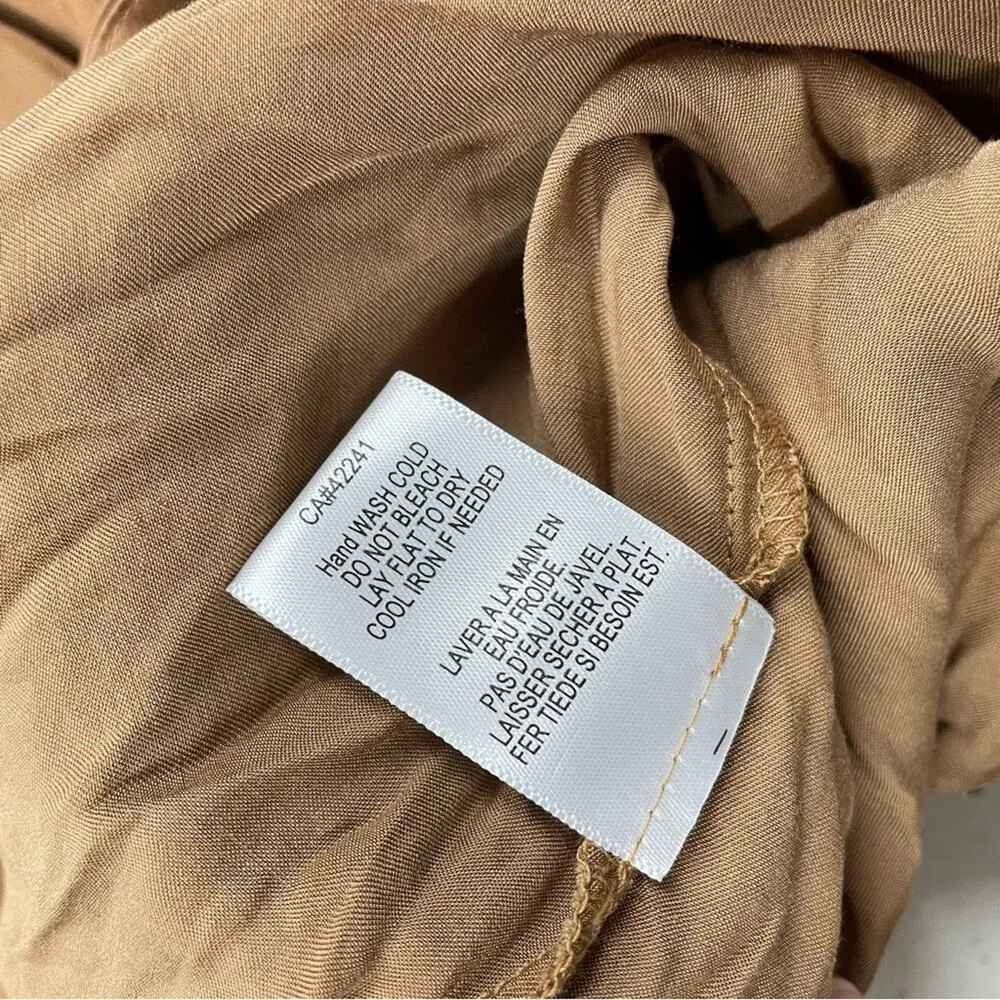 CA#42241
Hand WASH COLD
DO NOT BLEACH
LAY FLAT TO DRY
COOL IRON IF NEEDED
LAVER A LA MAIN EN
EAU FROIDE.
PAS D'EAU DE JAVEL.
LAISSER SECHER A PLAT.
FER TIEDE SI BESOIN EST.